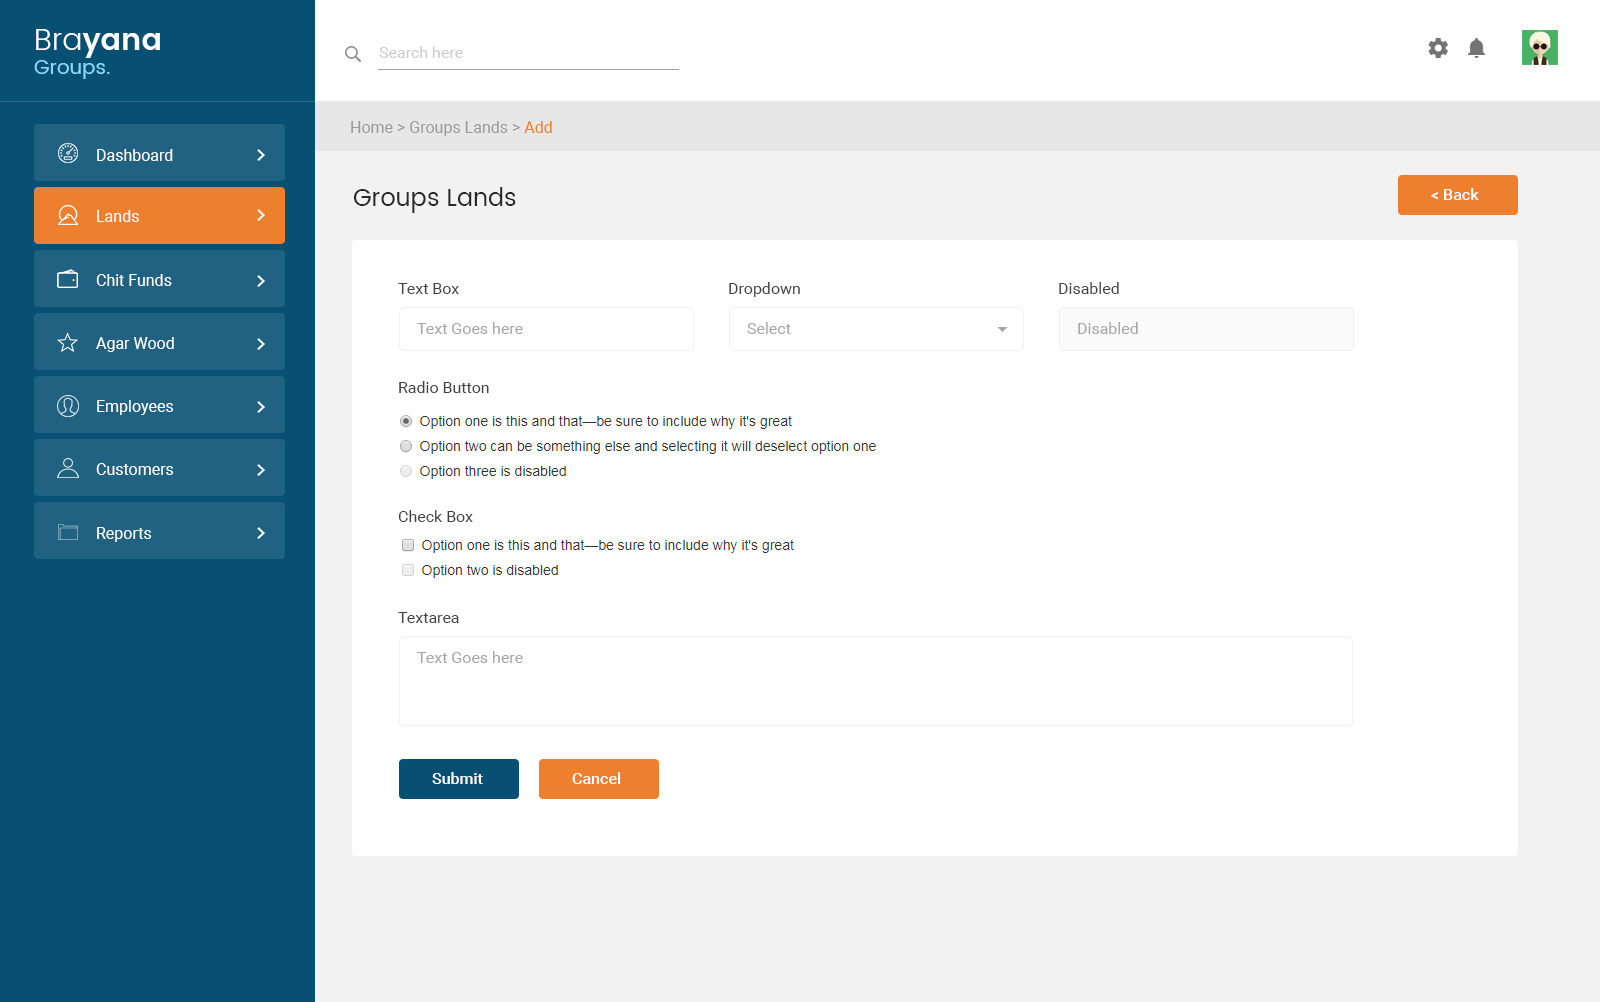 Brayana
Groups.
Search here
Home > Groups Lands > Add
Dashboard
Lands
Chit Funds
Agar Wood
Employees
Customers
Reports
Groups Lands
< Back
Text Box
Dropdown
Disabled
Text Goes here
Select
Disabled
Radio Button
Option one is this and that—be sure to include why it's great
Option two can be something else and selecting it will deselect option one
Option three is disabled
Check Box
Option one is this and that—be sure to include why it's great
Option two is disabled
Textarea
Text Goes here
Submit
Cancel